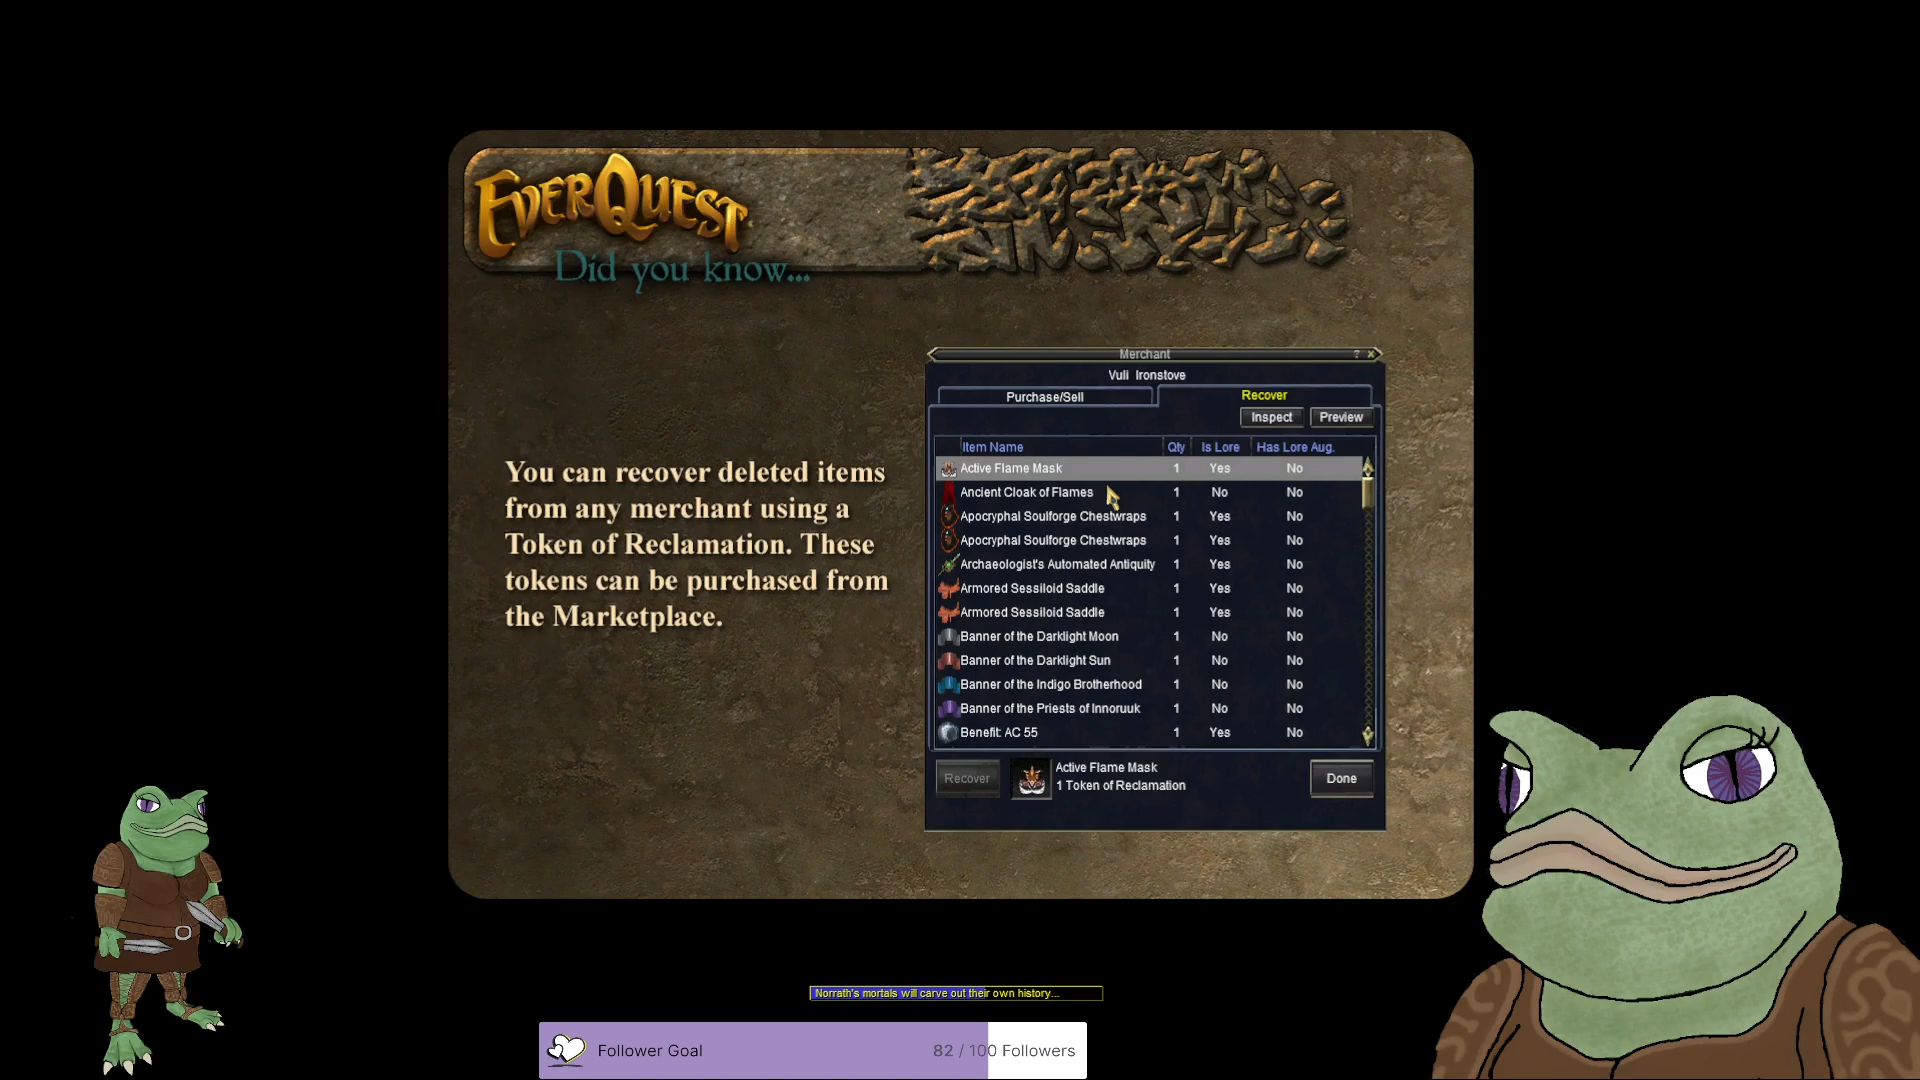 EverQuest
Did you know...
You can recover deleted items
from any merchant using a
Token of Reclamation. These
tokens can be purchased from
the Marketplace.
Merchant
? x
Vuli Ironstove
Purchase/Sell
Recover
Inspect
Preview
Item Name Qty Is Lore Has Lore Aug.
Active Flame Mask 1 Yes No
Ancient Cloak of Flames 1 No No
Apocryphal Soulforge Chestwraps 1 Yes No
Apocryphal Soulforge Chestwraps 1 Yes No
Archaeologist's Automated Antiquity 1 Yes No
Armored Sessiloid Saddle 1 Yes No
Armored Sessiloid Saddle 1 Yes No
Banner of the Darklight Moon 1 No No
Banner of the Darklight Sun 1 No No
Banner of the Indigo Brotherhood 1 No No
Banner of the Priests of Innoruuk 1 No No
Benefit: AC 55 1 Yes No
Recover
Active Flame Mask
1 Token of Reclamation
Done
Norrath's mortals will carve out their own history...
Follower Goal 82 / 100 Followers